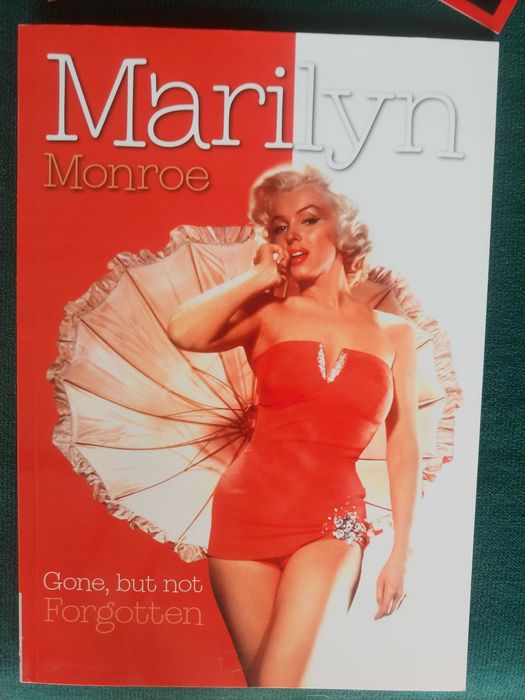 Marilyn
Monroe
Gone, but not
Forgotten